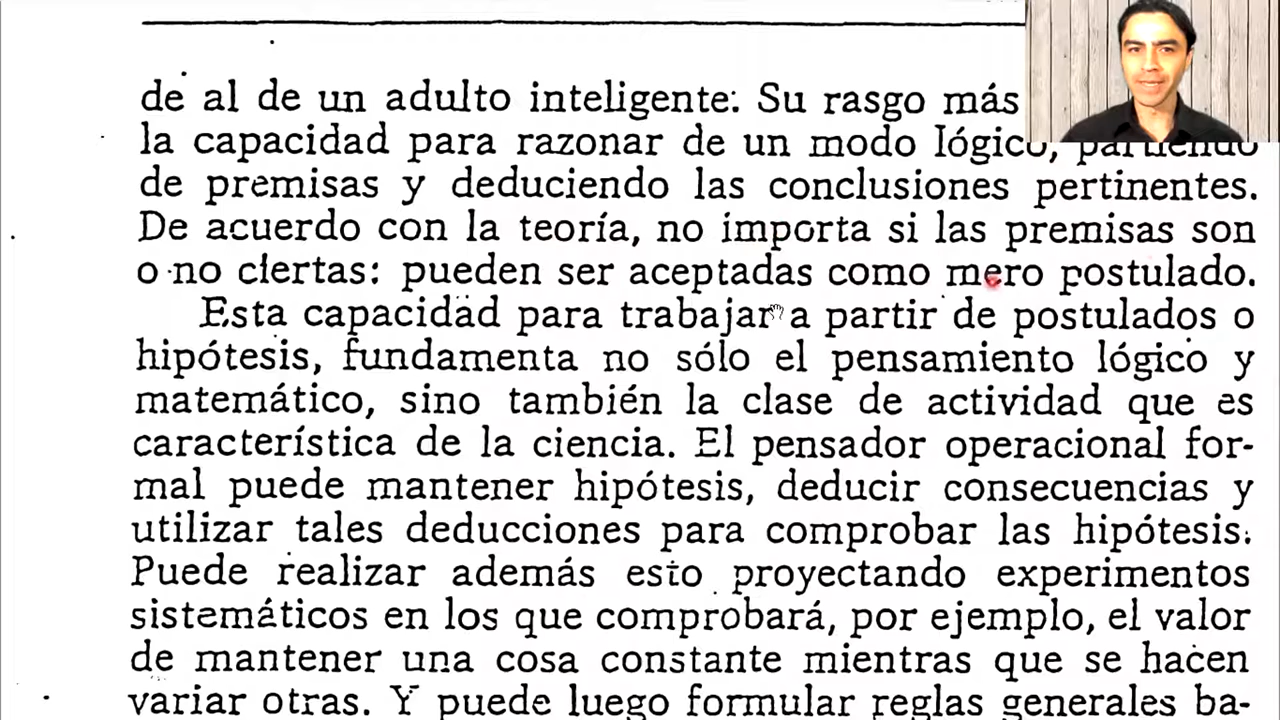 de al de un adulto inteligente. Su rasgo más
la capacidad para razonar de un modo lógico, partiendo
de premisas y deduciendo las conclusiones pertinentes.
De acuerdo con la teoría, no importa si las premisas son
o no ciertas: pueden ser aceptadas como mero postulado.
Esta capacidad para trabajar a partir de postulados o
hipótesis, fundamenta no sólo el pensamiento lógico y
matemático, sino también la clase de actividad que es
característica de la ciencia. El pensador operacional for-
mal puede mantener hipótesis, deducir consecuencias y
utilizar tales deducciones para comprobar las hipótesis.
Puede realizar además esto proyectando experimentos
sistemáticos en los que comprobará, por ejemplo, el valor
de mantener una cosa constante mientras que se hacen
variar otras. Y puede luego formular reglas generales ba-